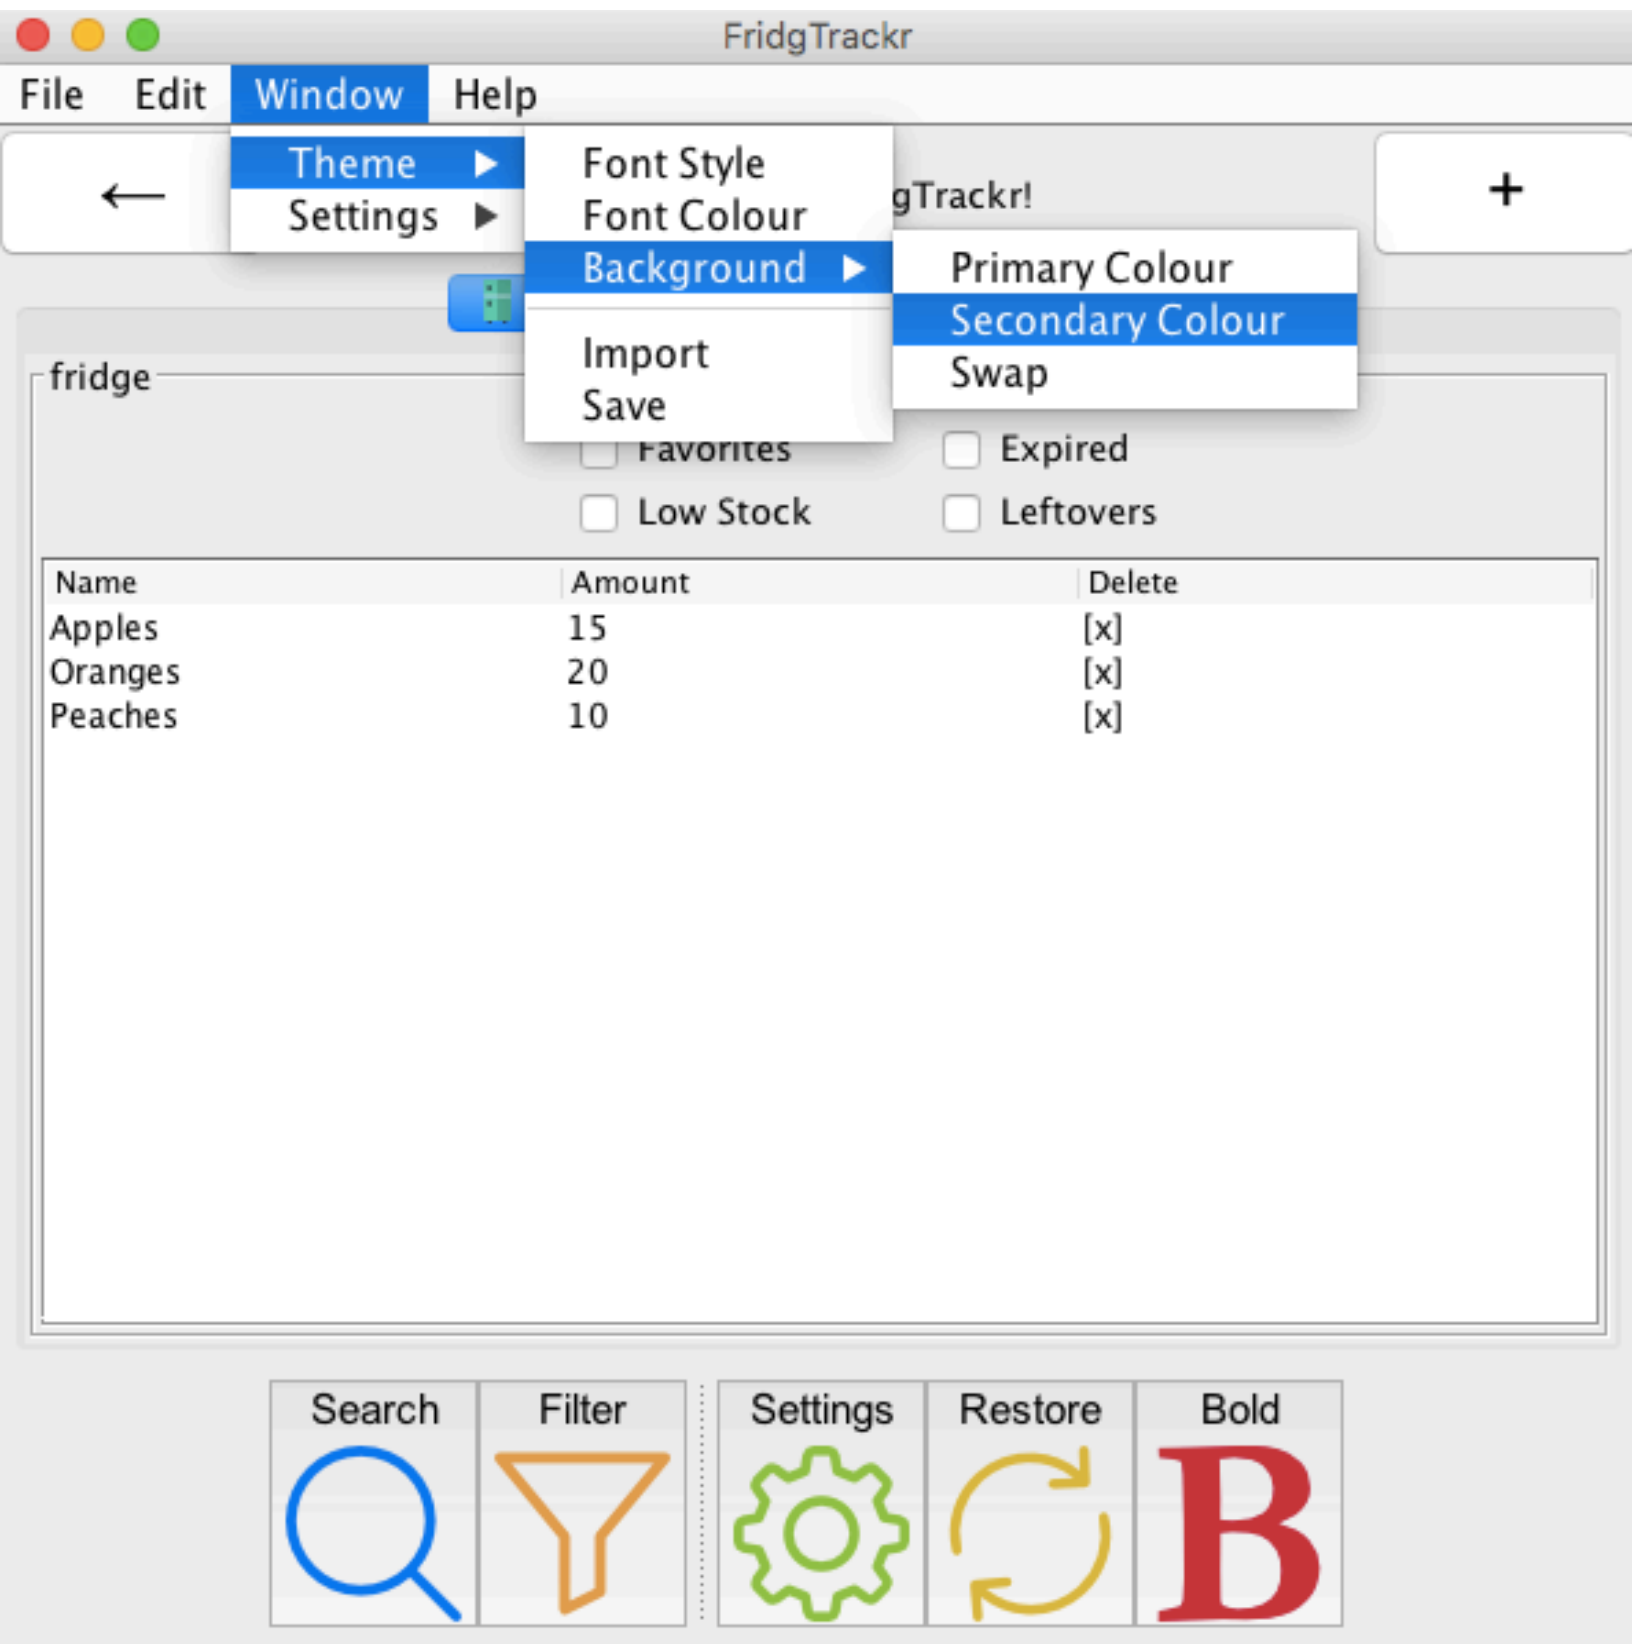 FridgTrackr
File Edit Window Help
Theme
Settings
Font Style
Font Colour
Background
Import
Save
Primary Colour
Secondary Colour
Swap
←
gTrackr!
+
fridge
Favorites
Expired
Low Stock
Leftovers
Name Amount Delete
Apples 15 [x]
Oranges 20 [x]
Peaches 10 [x]
Search Filter Settings Restore Bold
B